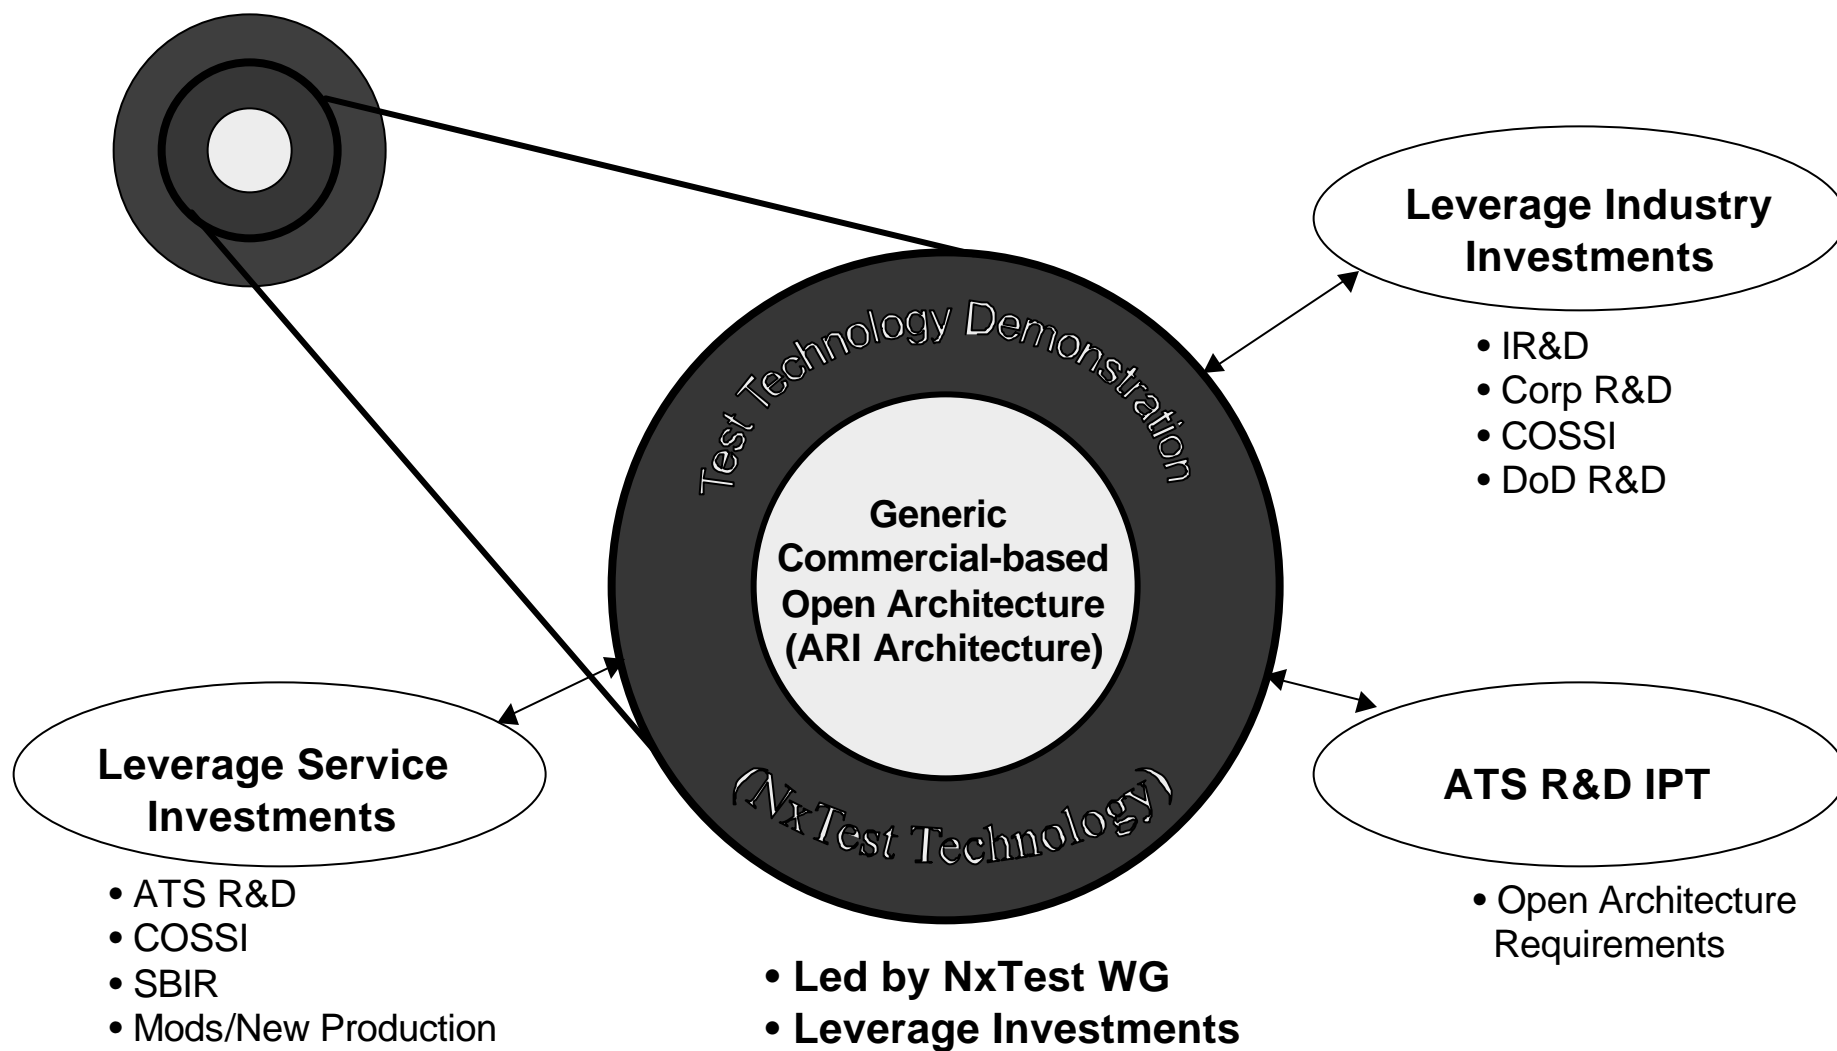 Leverage Industry
Investments
• IR&D
• Corp R&D
• COSSI
• DoD R&D
Test Technology Demonstration
Generic
Commercial-based
Open Architecture
(ARI Architecture)
(NxTest Technology)
Leverage Service
Investments
• ATS R&D
• COSSI
• SBIR
• Mods/New Production
ATS R&D IPT
• Open Architecture
Requirements
• Led by NxTest WG
• Leverage Investments